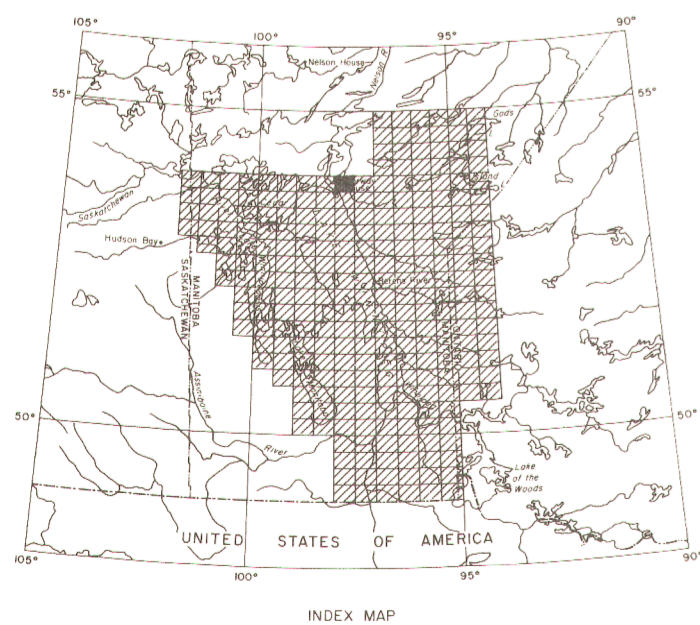 105°
100°
95°
90°
Nelson House
Nelson R
55°
55°
Gods
Island
Saskatchewan
Hudson Bay
Berens River
MANITOBA
SASKATCHEWAN
ONTARIO
MANITOBA
Assiniboine
River
50°
50°
Lake
of the
Woods
UNITED STATES OF AMERICA
105°
100°
95°
90°
INDEX MAP